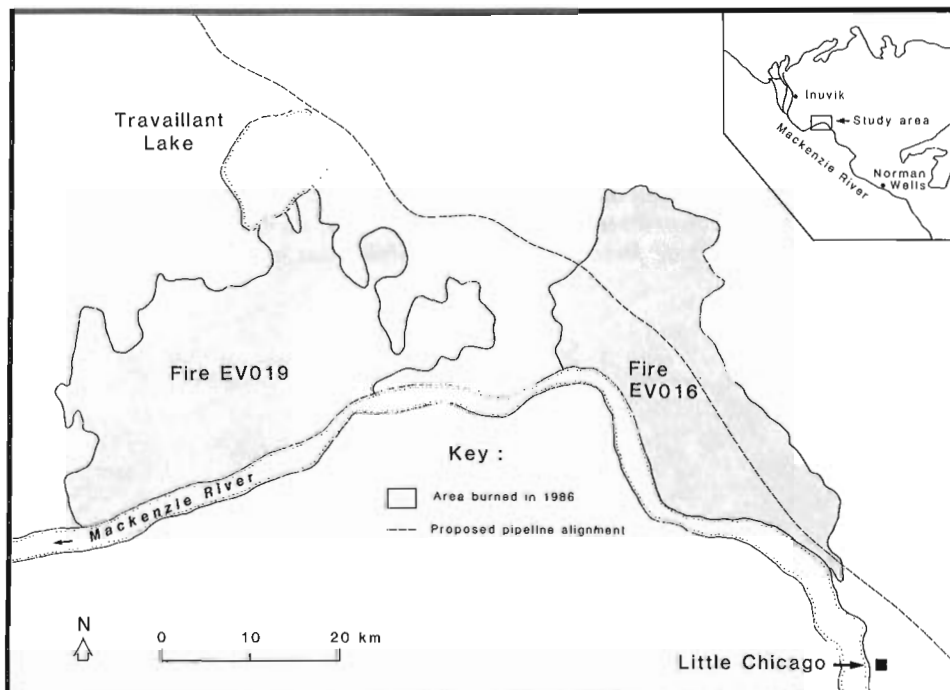 Travaillant
Lake
Inuvik
Study area
Mackenzie River
Norman
Wells
Fire EV019
Fire
EV016
Mackenzie River
Key :
Area burned in 1986
Proposed pipeline alignment
N
0 10 20 km
Little Chicago